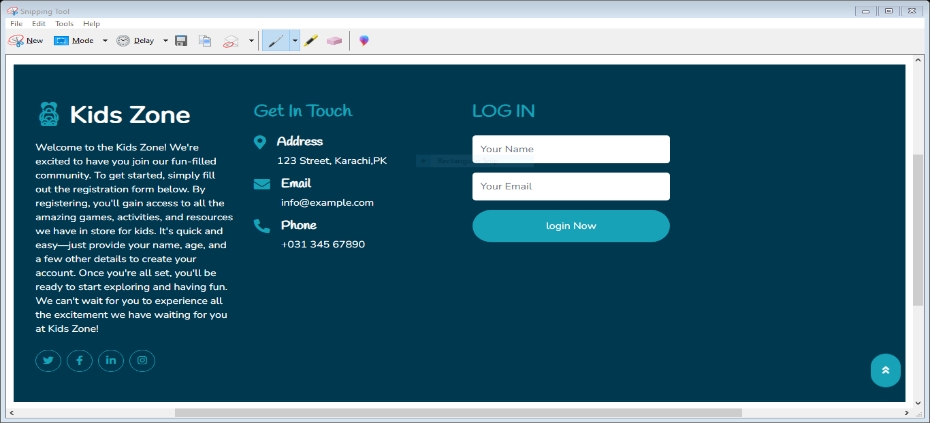 Snipping Tool
File Edit Tools Help
New Mode Delay
Kids Zone
Welcome to the Kids Zone! We're
excited to have you join our fun-filled
community. To get started, simply fill
out the registration form below. By
registering, you'll gain access to all the
amazing games, activities, and resources
we have in store for kids. It's quick and
easy—just provide your name, age, and
a few other details to create your
account. Once you're all set, you'll be
ready to start exploring and having fun.
We can't wait for you to experience all
the excitement we have waiting for you
at Kids Zone!
Get In Touch
Address
123 Street, Karachi,PK
Email
info@example.com
Phone
+031 345 67890
LOG IN
Your Name
Your Email
login Now